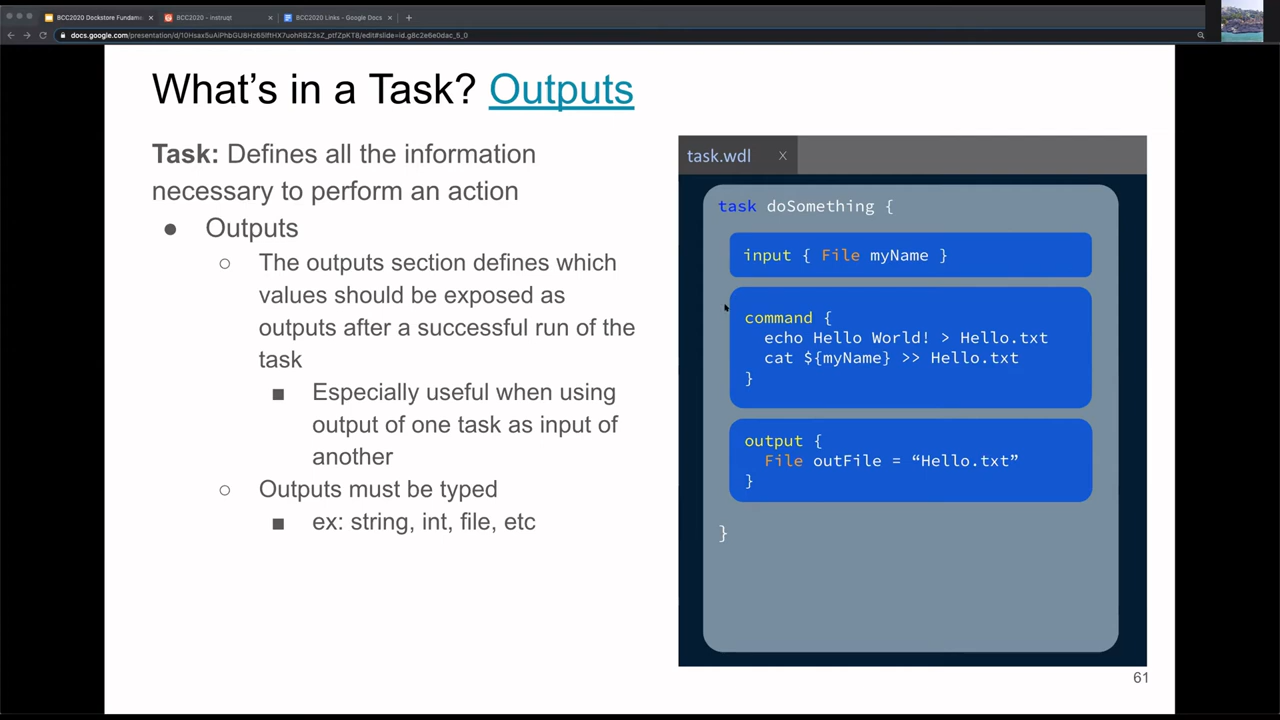 BCC2020 Dockstore Fundame
BCC2020 - instruqt
BCC2020 Links - Google Docs
What's in a Task? Outputs
Task: Defines all the information
necessary to perform an action
● Outputs
○ The outputs section defines which
values should be exposed as
outputs after a successful run of the
task
■ Especially useful when using
output of one task as input of
another
○ Outputs must be typed
■ ex: string, int, file, etc
task.wdl
task doSomething {
input { File myName }
command {
echo Hello World! > Hello.txt
cat ${myName} >> Hello.txt
}
output {
File outFile = “Hello.txt”
}
}
61